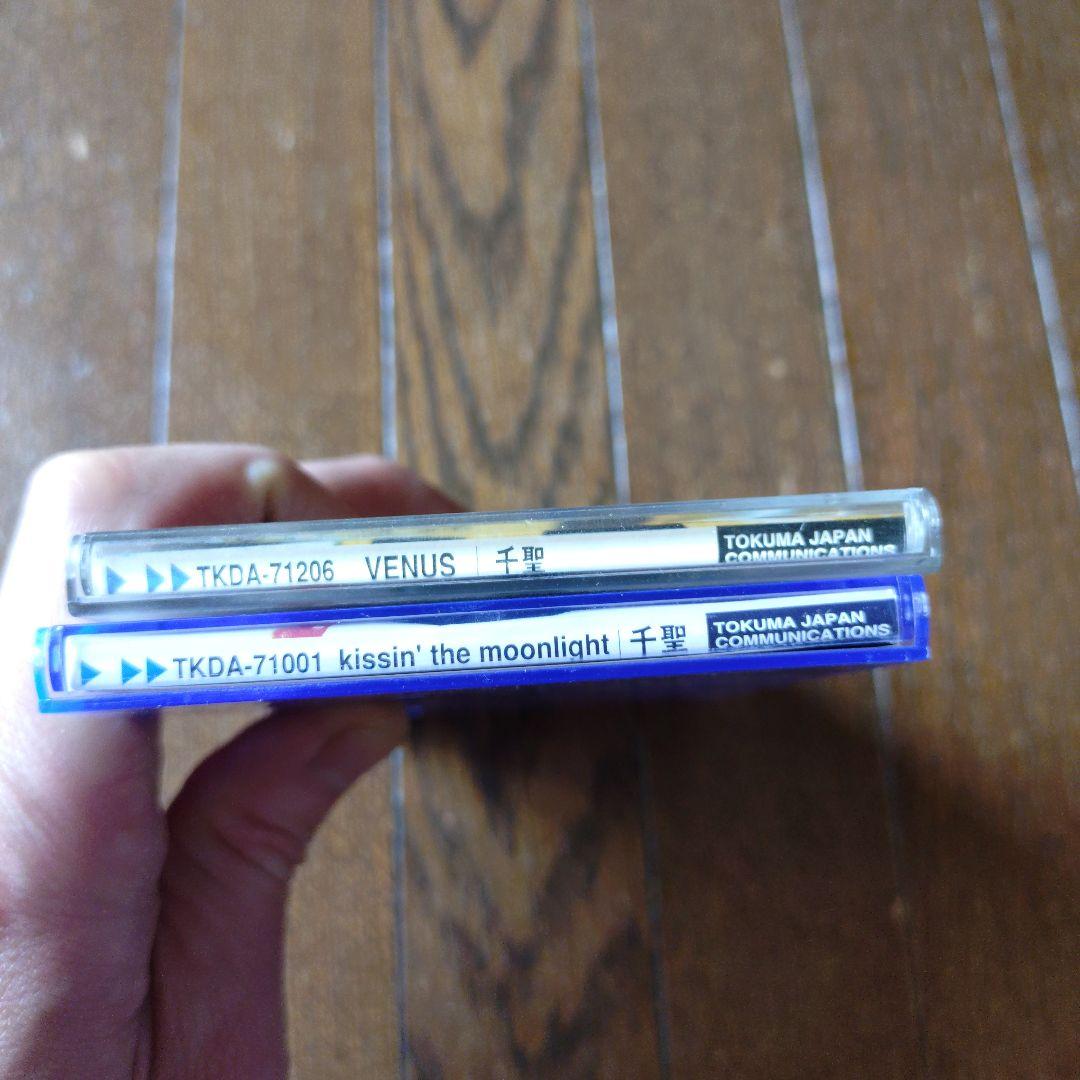 TKDA-71206 VENUS 千聖 TOKUMA JAPAN COMMUNICATIONS
TKDA-71001 kissin' the moonlight 千聖 TOKUMA JAPAN COMMUNICATIONS